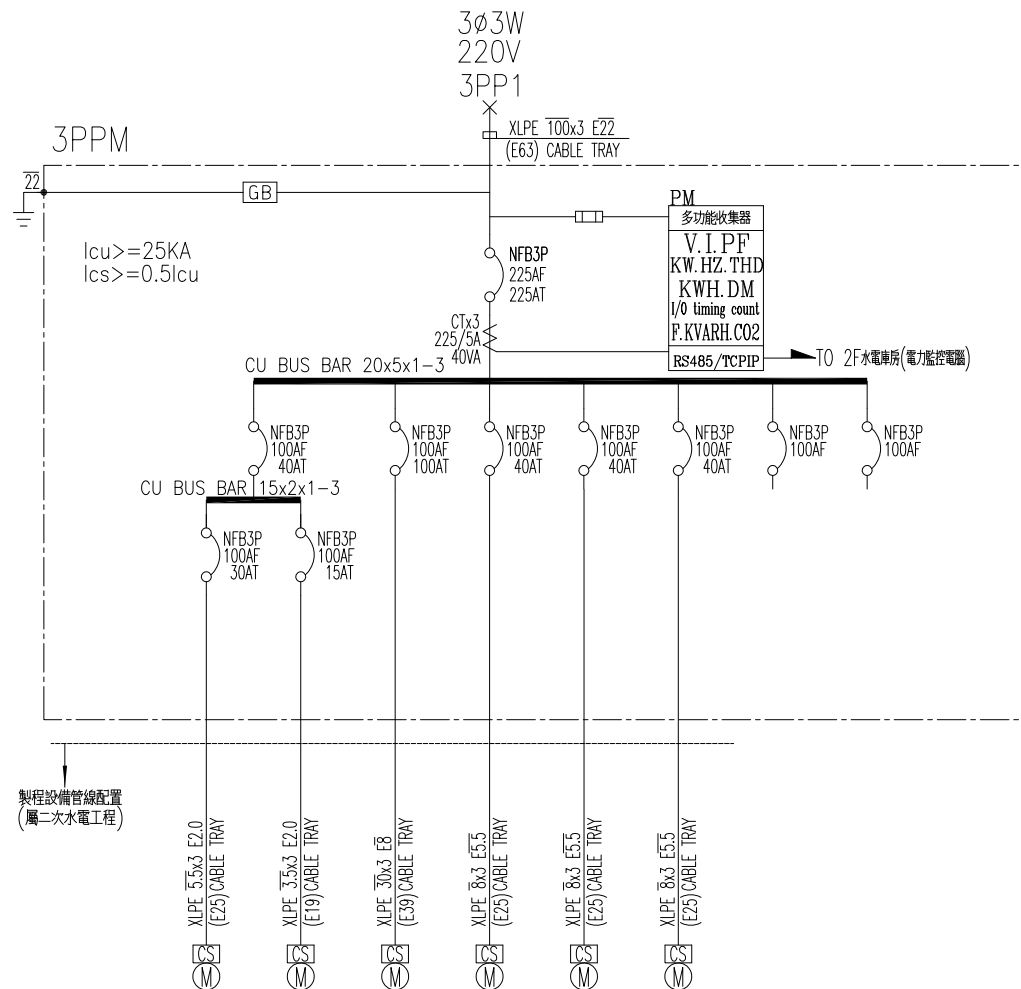 3ø3W
220V
3PP1
XLPE 100x3 E22
(E63) CABLE TRAY
3PPM
22
GB
PM
多功能收集器
V.I.PF
KW.HZ.THD
KWH.DM
I/O timing count
F.KVARH.CO2
RS485/TCPIP
TO 2F水電庫房(電力監控電腦)
Icu>=25KA
Ics>=0.5Icu
NFB3P
225AF
225AT
CTx3
225/5A
40VA
CU BUS BAR 20x5x1-3
NFB3P
100AF
40AT
NFB3P
100AF
100AT
NFB3P
100AF
40AT
NFB3P
100AF
40AT
NFB3P
100AF
40AT
NFB3P
100AF
NFB3P
100AF
CU BUS BAR 15x2x1-3
NFB3P
100AF
30AT
NFB3P
100AF
15AT
製程設備管線配置
(屬二次水電工程)
XLPE 5.5x3 E2.0
(E25)CABLE TRAY
XLPE 3.5x3 E2.0
(E19)CABLE TRAY
XLPE 30x3 E8
(E39)CABLE TRAY
XLPE 8x3 E5.5
(E25)CABLE TRAY
XLPE 8x3 E5.5
(E25)CABLE TRAY
XLPE 8x3 E5.5
(E25)CABLE TRAY
CS
M
CS
M
CS
M
CS
M
CS
M
CS
M